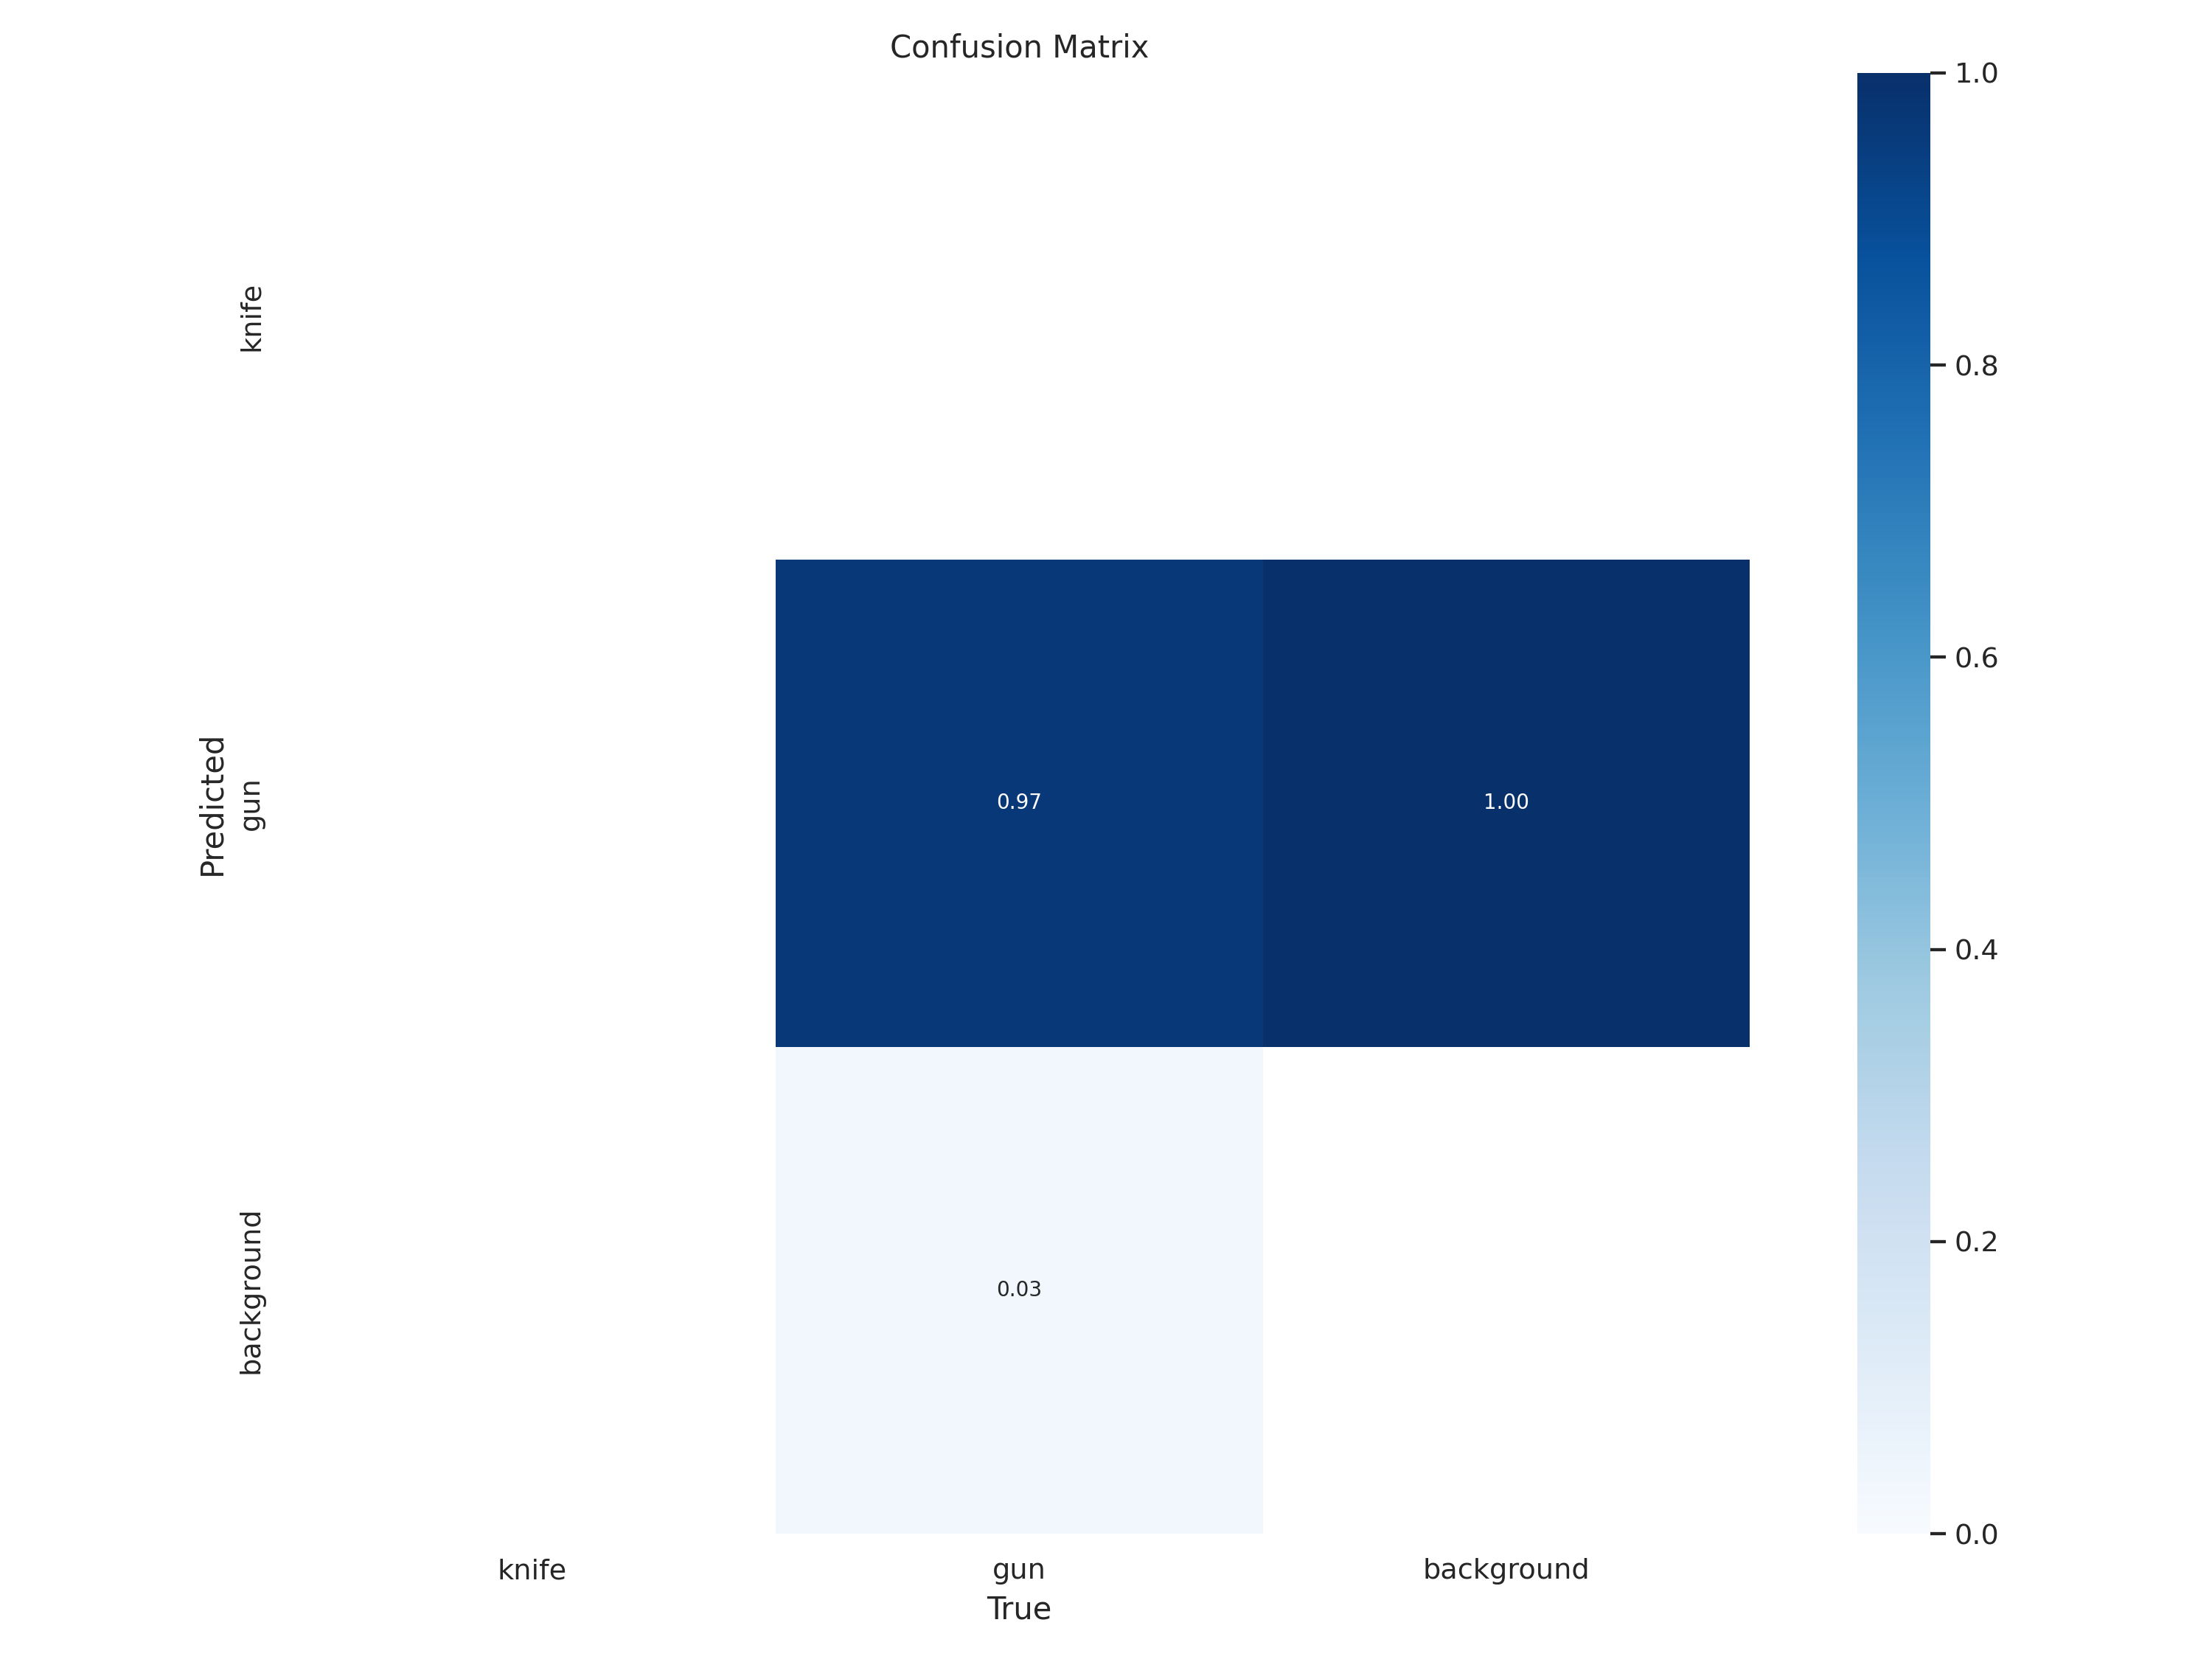 Confusion Matrix
1.0
0.8
0.6
0.4
0.2
0.0
Predicted
knife
gun
background
0.97
1.00
0.03
knife
gun
background
True